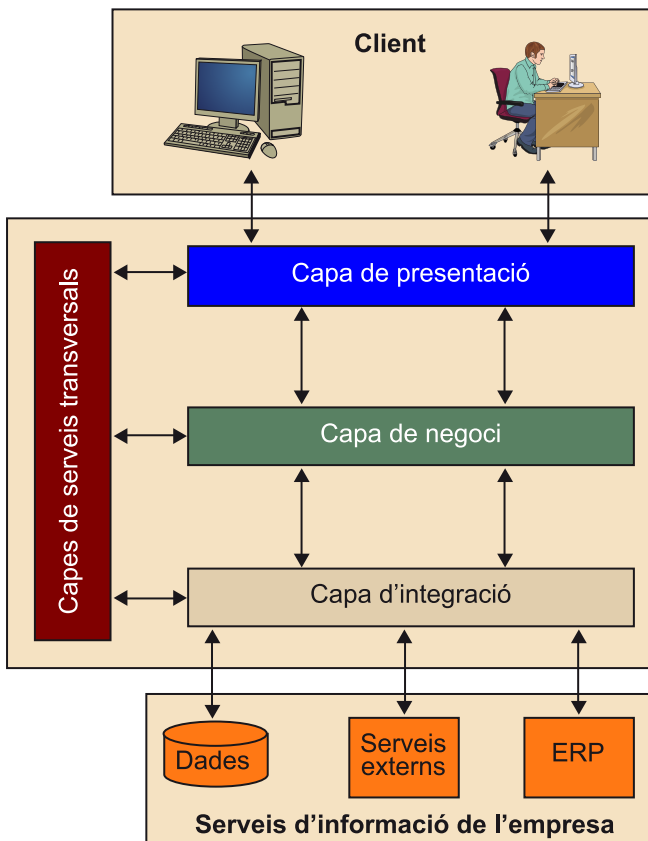 Client
Capa de presentació
Capes de serveis transversals
Capa de negoci
Capa d’integració
Dades
Serveis
externs
ERP
Serveis d’informació de l’empresa